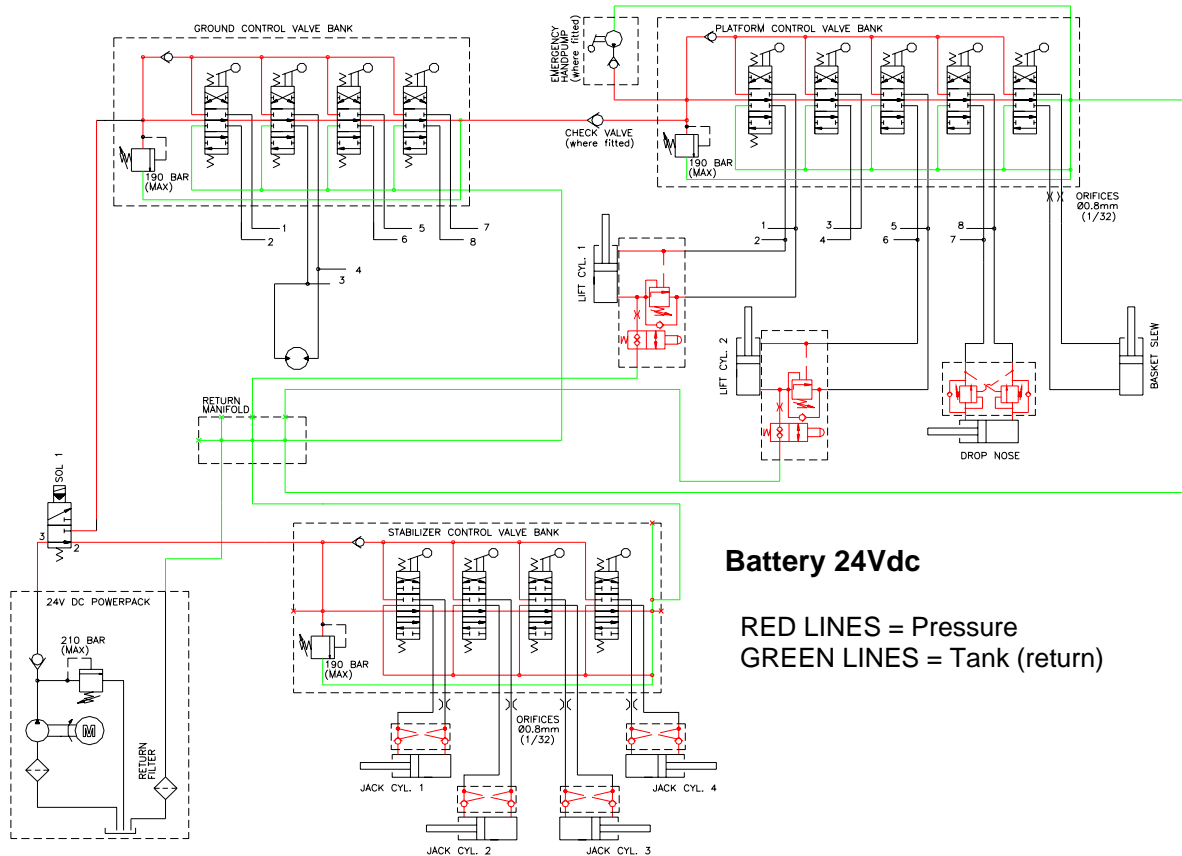 GROUND CONTROL VALVE BANK
EMERGENCY
HANDPUMP
(where fitted)
PLATFORM CONTROL VALVE BANK
CHECK VALVE
(where fitted)
190 BAR
(MAX)
190 BAR
(MAX)
ORIFICES
Ø0.8mm
(1/32)
1
2
5
6
7
8
4
3
1
2
3
4
5
6
8
7
LIFT CYL. 1
LIFT CYL. 2
BASKET SLEW
DROP NOSE
RETURN
MANIFOLD
SOL 1
3
2
STABILIZER CONTROL VALVE BANK
190 BAR
(MAX)
24V DC POWERPACK
210 BAR
(MAX)
M
RETURN
FILTER
ORIFICES
Ø0.8mm
(1/32)
JACK CYL. 1
JACK CYL. 2
JACK CYL. 3
JACK CYL. 4
Battery 24Vdc
RED LINES = Pressure
GREEN LINES = Tank (return)